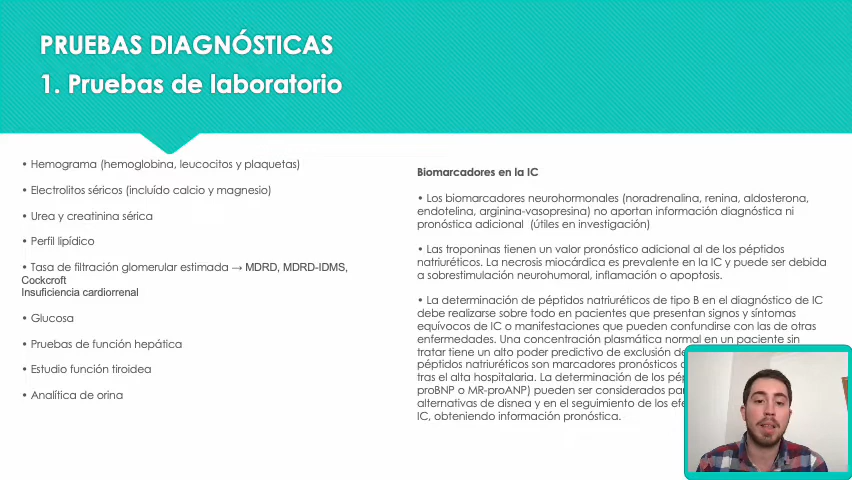 PRUEBAS DIAGNÓSTICAS
1. Pruebas de laboratorio
• Hemograma (hemoglobina, leucocitos y plaquetas)
• Electrolitos séricos (incluído calcio y magnesio)
• Urea y creatinina sérica
• Perfil lipídico
• Tasa de filtración glomerular estimada → MDRD, MDRD-IDMS,
Cockcroft
Insuficiencia cardiorrenal
• Glucosa
• Pruebas de función hepática
• Estudio función tiroidea
• Analítica de orina
Biomarcadores en la IC
• Los biomarcadores neurohormonales (noradrenalina, renina, aldosterona,
endotelina, arginina-vasopresina) no aportan información diagnóstica ni
pronóstica adicional (útiles en investigación)
• Las troponinas tienen un valor pronóstico adicional al de los péptidos
natriuréticos. La necrosis miocárdica es prevalente en la IC y puede ser debida
a sobrestimulación neurohumoral, inflamación o apoptosis.
• La determinación de péptidos natriuréticos de tipo B en el diagnóstico de IC
debe realizarse sobre todo en pacientes que presentan signos y síntomas
equívocos de IC o manifestaciones que pueden confundirse con las de otras
enfermedades. Una concentración plasmática normal en un paciente sin
tratar tiene un alto poder predictivo de exclusión de
péptidos natriuréticos son marcadores pronósticos
tras el alta hospitalaria. La determinación de los
proBNP o MR-proANP) pueden ser considerados
alternativas de disnea y en el seguimiento de los
IC, obteniendo información pronóstica.